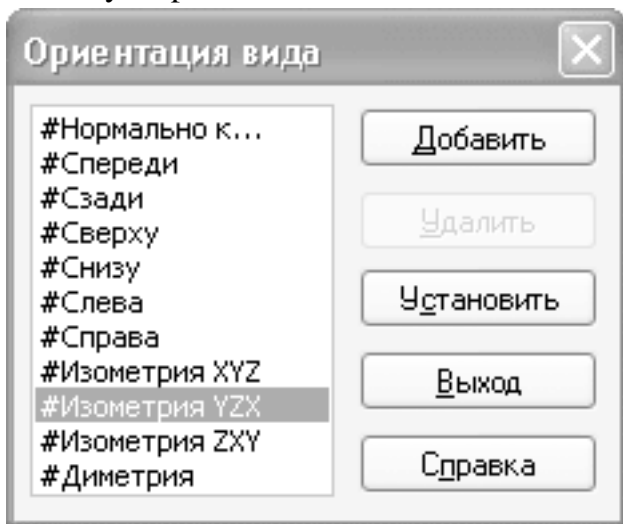 Ориентация вида
#Нормально к...
#Спереди
#Сзади
#Сверху
#Снизу
#Слева
#Справа
#Изометрия XYZ
#Изометрия YZX
#Изометрия ZXY
#Диметрия
Добавить
Удалить
Установить
Выход
Справка